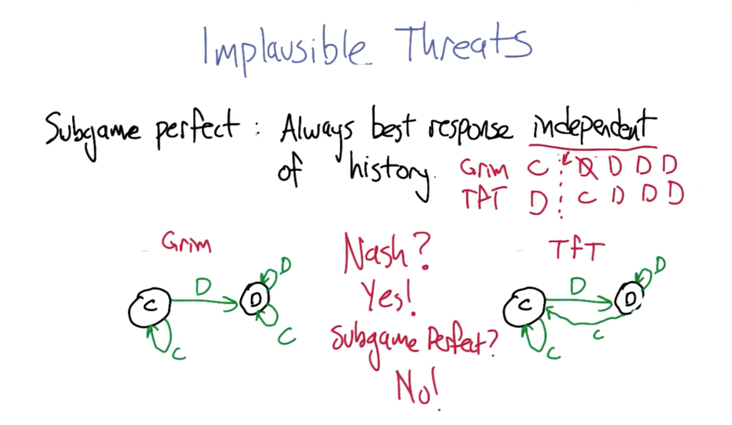 Implausible Threats
Subgame perfect : Always best response independent
of history.
Grim C D D D D
TFT D C D D D
Grim
Nash?
Yes!
Subgame Perfect?
No!
TfT
C D D D C C
C D D D C C